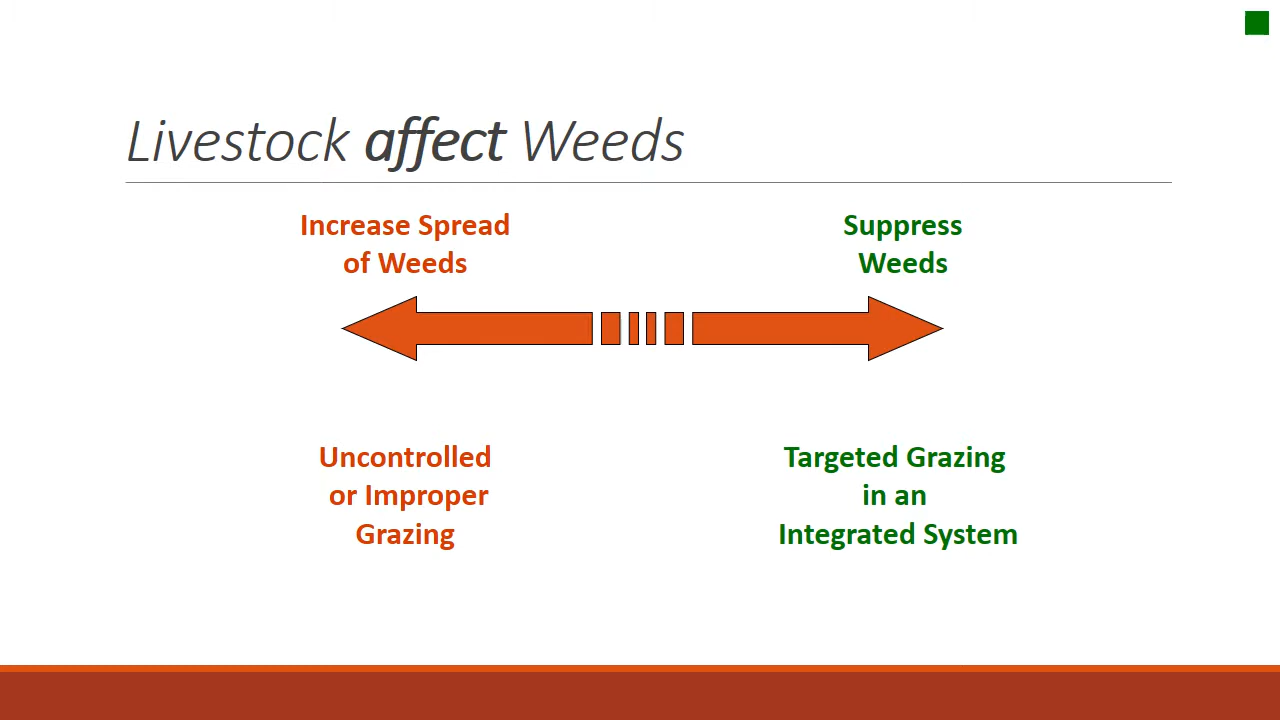 Livestock affect Weeds
Increase Spread
of Weeds
Suppress
Weeds
Uncontrolled
or Improper
Grazing
Targeted Grazing
in an
Integrated System